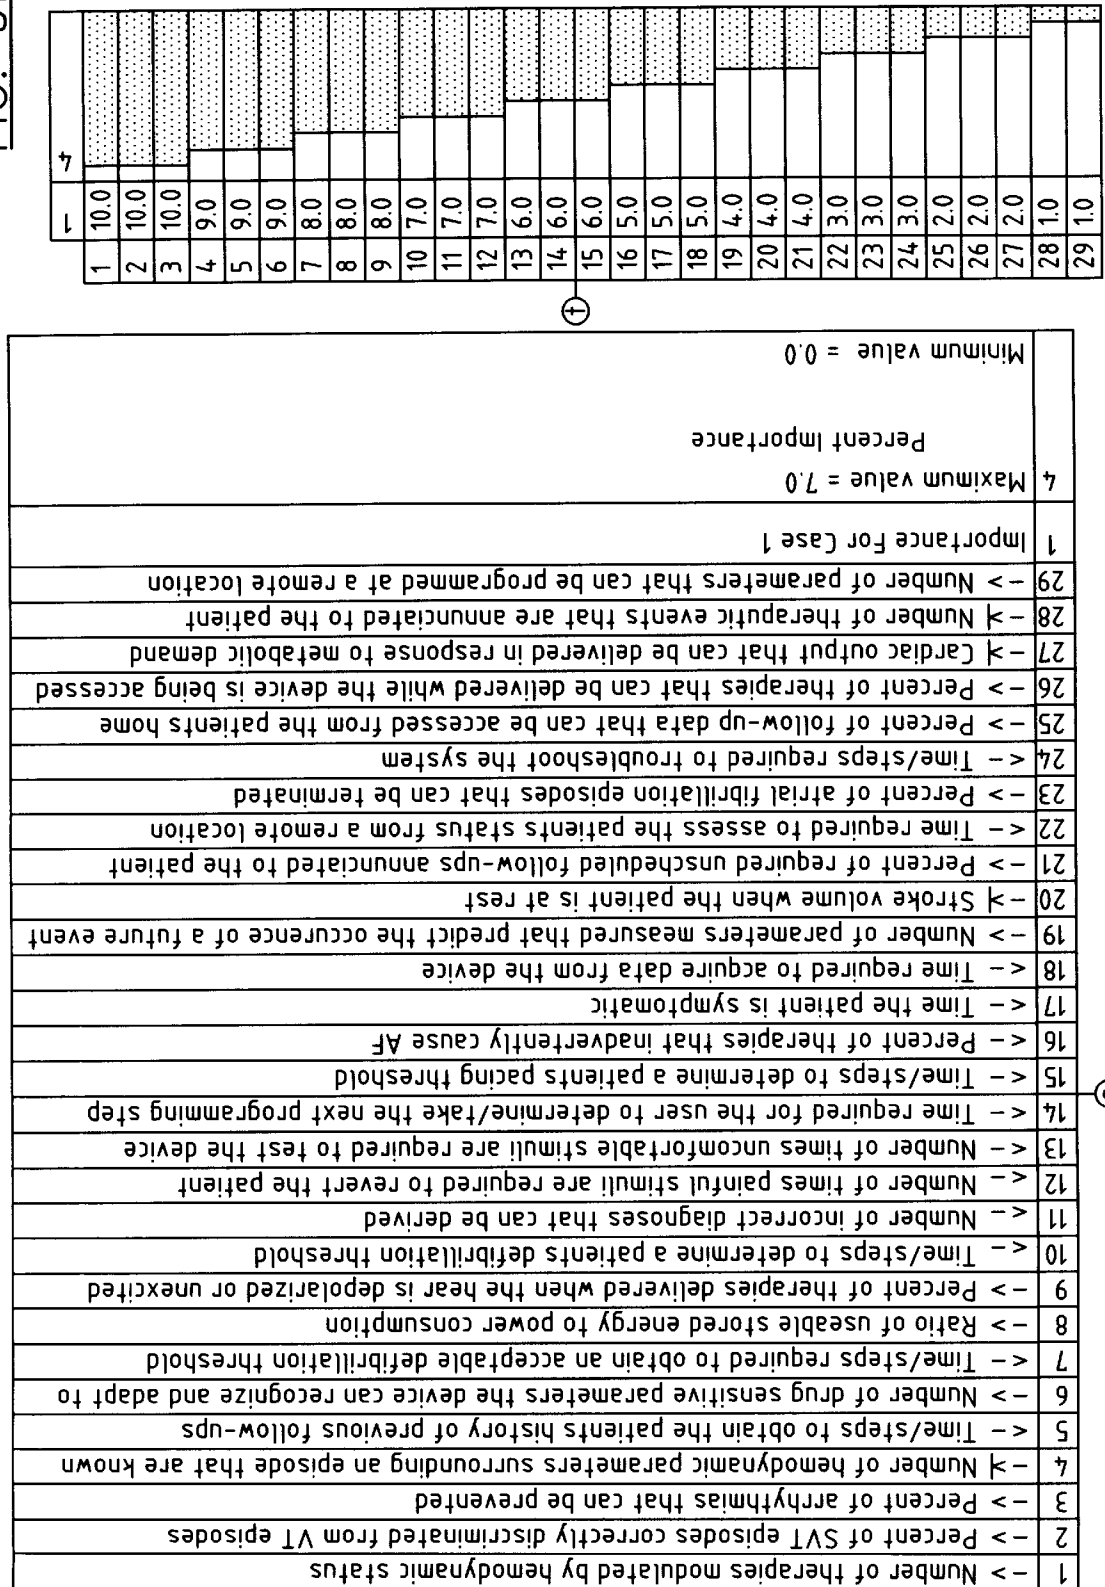 1 -> Number of therapies modulated by hemodynamic status
2 -> Percent of SVT episodes correctly discriminated from VT episodes
3 -> Percent of arrhythmias that can be prevented
4 ->| Number of hemodynamic parameters surrounding an episode that are known
5 <- Time/steps to obtain the patients history of previous follow-ups
6 -> Number of drug sensitive parameters the device can recognize and adapt to
7 <- Time/steps required to obtain an acceptable defibrillation threshold
8 -> Ratio of useable stored energy to power consumption
9 -> Percent of therapies delivered when the hear is depolarized or unexcited
10 <- Time/steps to determine a patients defibrillation threshold
11 <- Number of incorrect diagnoses that can be derived
12 <- Number of times painful stimuli are required to revert the patient
13 <- Number of times uncomfortable stimuli are required to test the device
14 <- Time required for the user to determine/take the next programming step
15 <- Time/steps to determine a patients pacing threshold
16 <- Percent of therapies that inadvertently cause AF
17 <- Time the patient is symptomatic
18 <- Time required to acquire data from the device
19 -> Number of parameters measured that predict the occurence of a future event
20 ->| Stroke volume when the patient is at rest
21 -> Percent of required unscheduled follow-ups annunciated to the patient
22 <- Time required to assess the patients status from a remote location
23 -> Percent of atrial fibrillation episodes that can be terminated
24 <- Time/steps required to troubleshoot the system
25 -> Percent of follow-up data that can be accessed from the patients home
26 -> Percent of therapies that can be delivered while the device is being accessed
27 ->| Cardiac output that can be delivered in response to metabolic demand
28 ->| Number of theraputic events that are annunciated to the patient
29 -> Number of parameters that can be programmed at a remote location
1 Importance For Case 1
4 Maximum value = 7.0
Percent Importance
Minimum value = 0.0
t
1 2 3 4 5 6 7 8 9 10 11 12 13 14 15 16 17 18 19 20 21 22 23 24 25 26 27 28 29
1 10.0 10.0 10.0 9.0 9.0 9.0 8.0 8.0 8.0 7.0 7.0 7.0 6.0 6.0 6.0 5.0 5.0 5.0 4.0 4.0 4.0 3.0 3.0 3.0 2.0 2.0 2.0 1.0 1.0
4